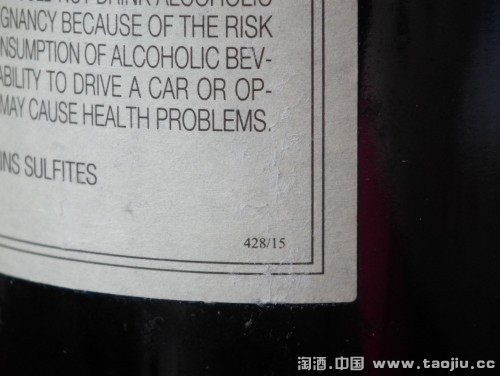 GNANCY BECAUSE OF THE RISK
NSUMPTION OF ALCOHOLIC BEV-
ABILITY TO DRIVE A CAR OR OP-
MAY CAUSE HEALTH PROBLEMS.
INS SULFITES
428/15
淘酒.中国 www.taojiu.cc